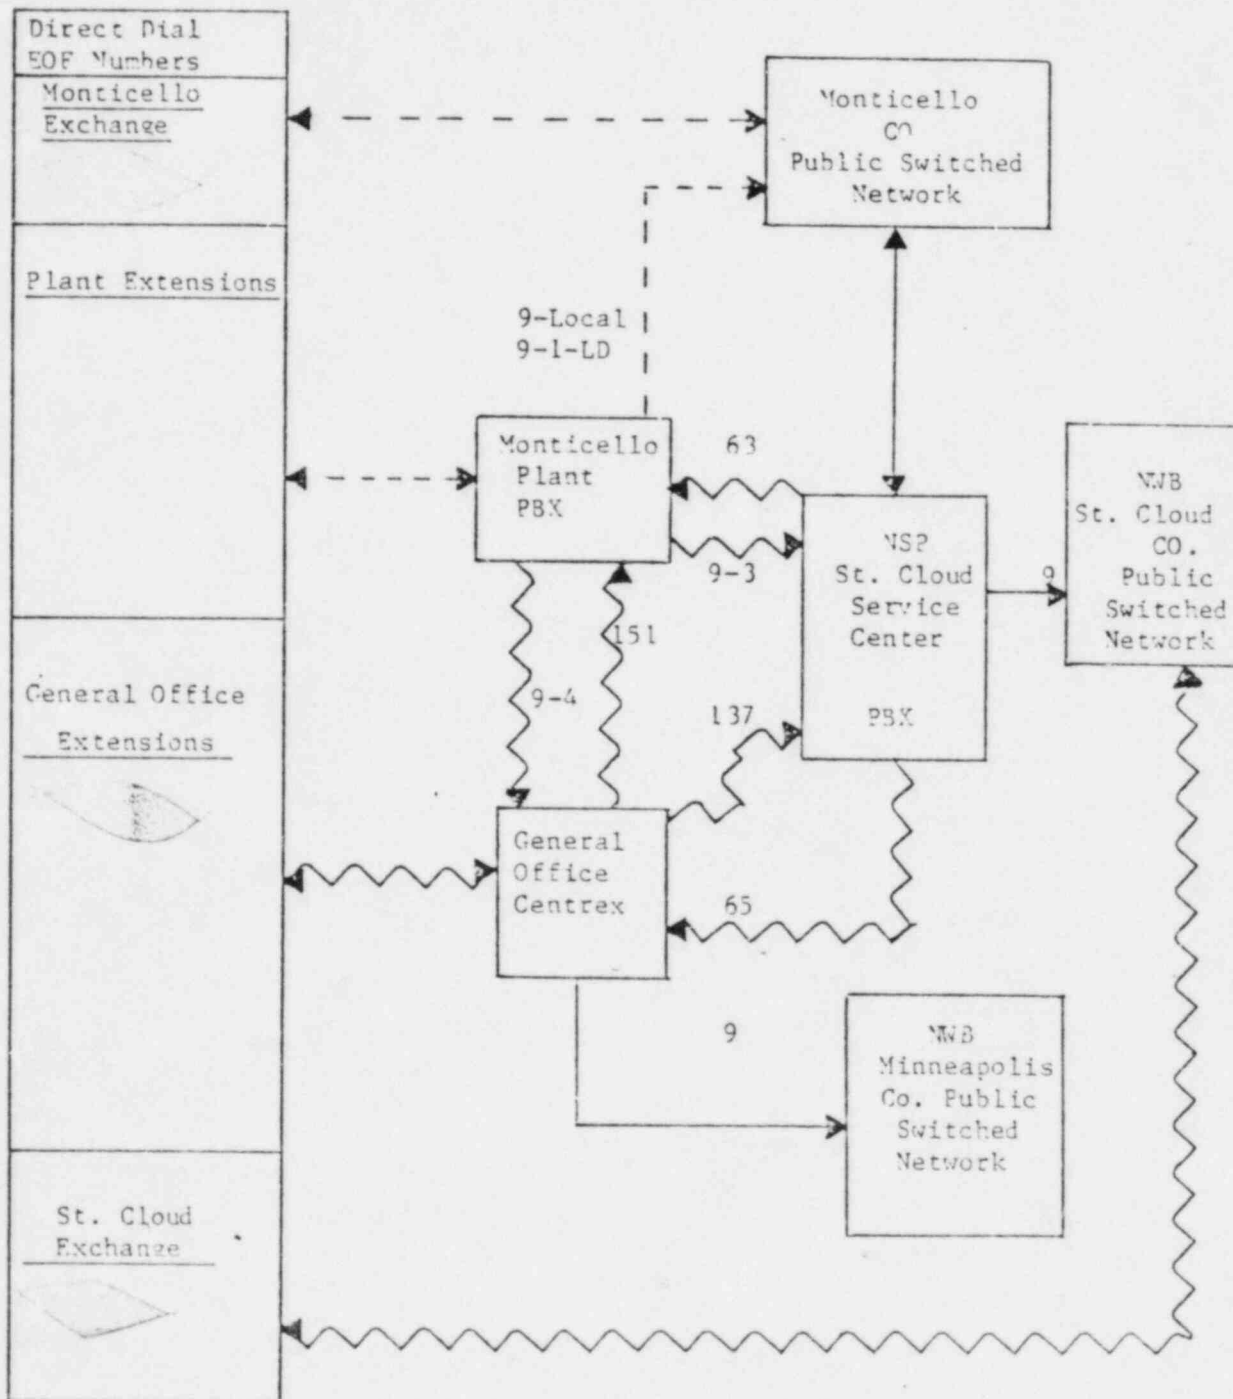 Direct Dial
EOF Numbers
Monticello
Exchange
Plant Extensions
General Office
Extensions
St. Cloud
Exchange
Monticello
CO
Public Switched
Network
9-Local
9-1-LD
Monticello
Plant
PBX
63
9-3
NSP
St. Cloud
Service
Center
PBX
9
NWB
St. Cloud
CO.
Public
Switched
Network
9-4
151
137
General
Office
Centrex
65
9
NWB
Minneapolis
Co. Public
Switched
Network